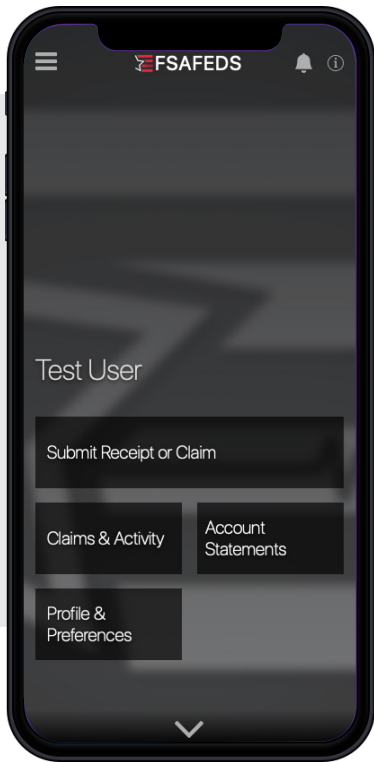 FSAFEDS
Test User
Submit Receipt or Claim
Claims & Activity
Account
Statements
Profile &
Preferences